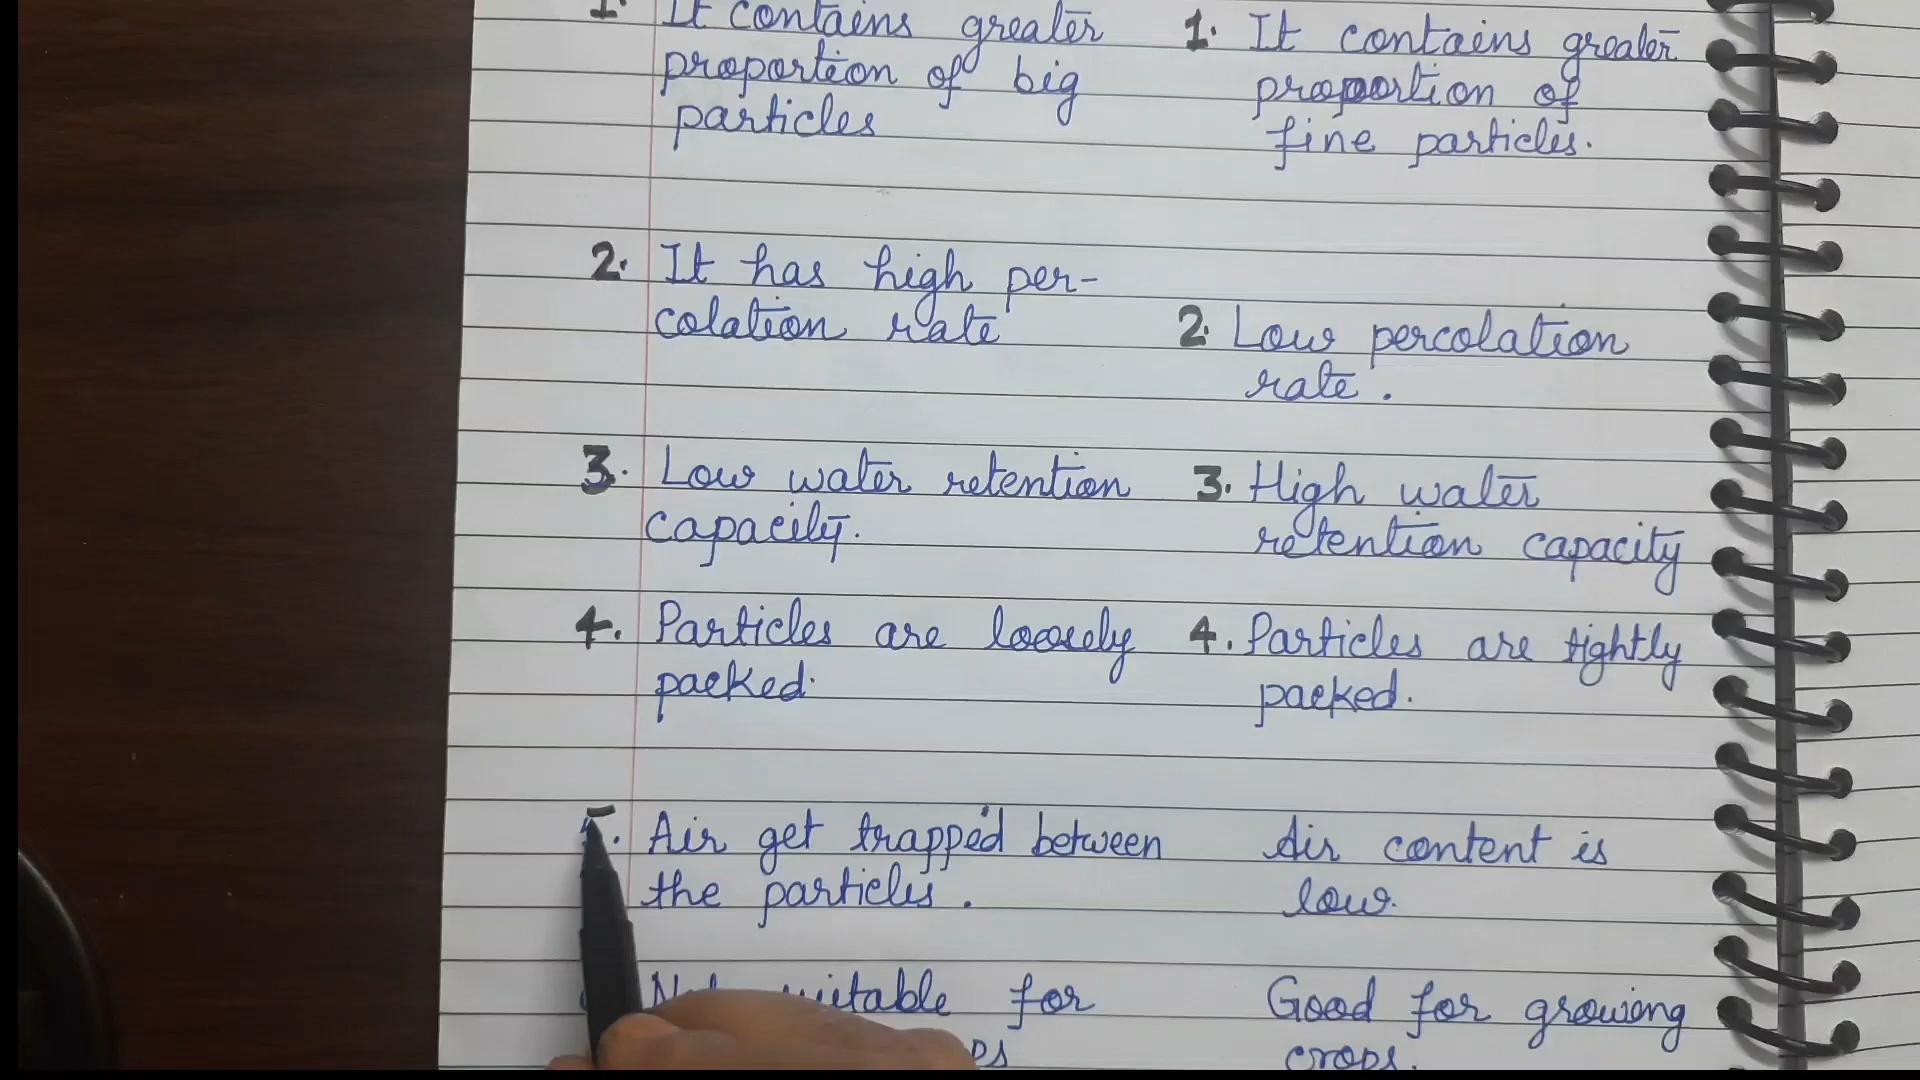 1. It contains greater
proportion of big
particles
1. It contains greater
proportion of
fine particles.
2. It has high per-
colation rate
2. Low percolation
rate.
3. Low water retention
capacity.
3. High water
retention capacity
4. Particles are loosely
packed.
4. Particles are tightly
packed.
5. Air get trapped between
the particles.
Air content is
low.
for
Good for growing
crops.